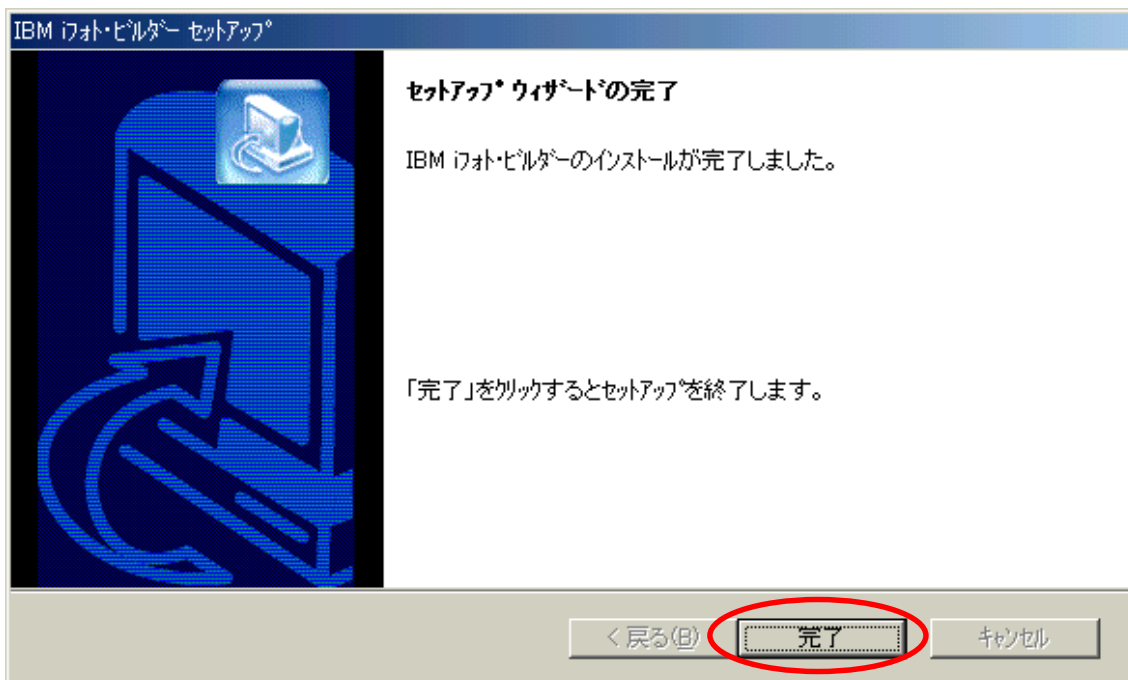 IBM iフォト・ビルダー セットアップ
セットアップ ウィザードの完了
IBM iフォト・ビルダーのインストールが完了しました。
「完了」をクリックするとセットアップを終了します。
< 戻る(B) 完了 キャンセル